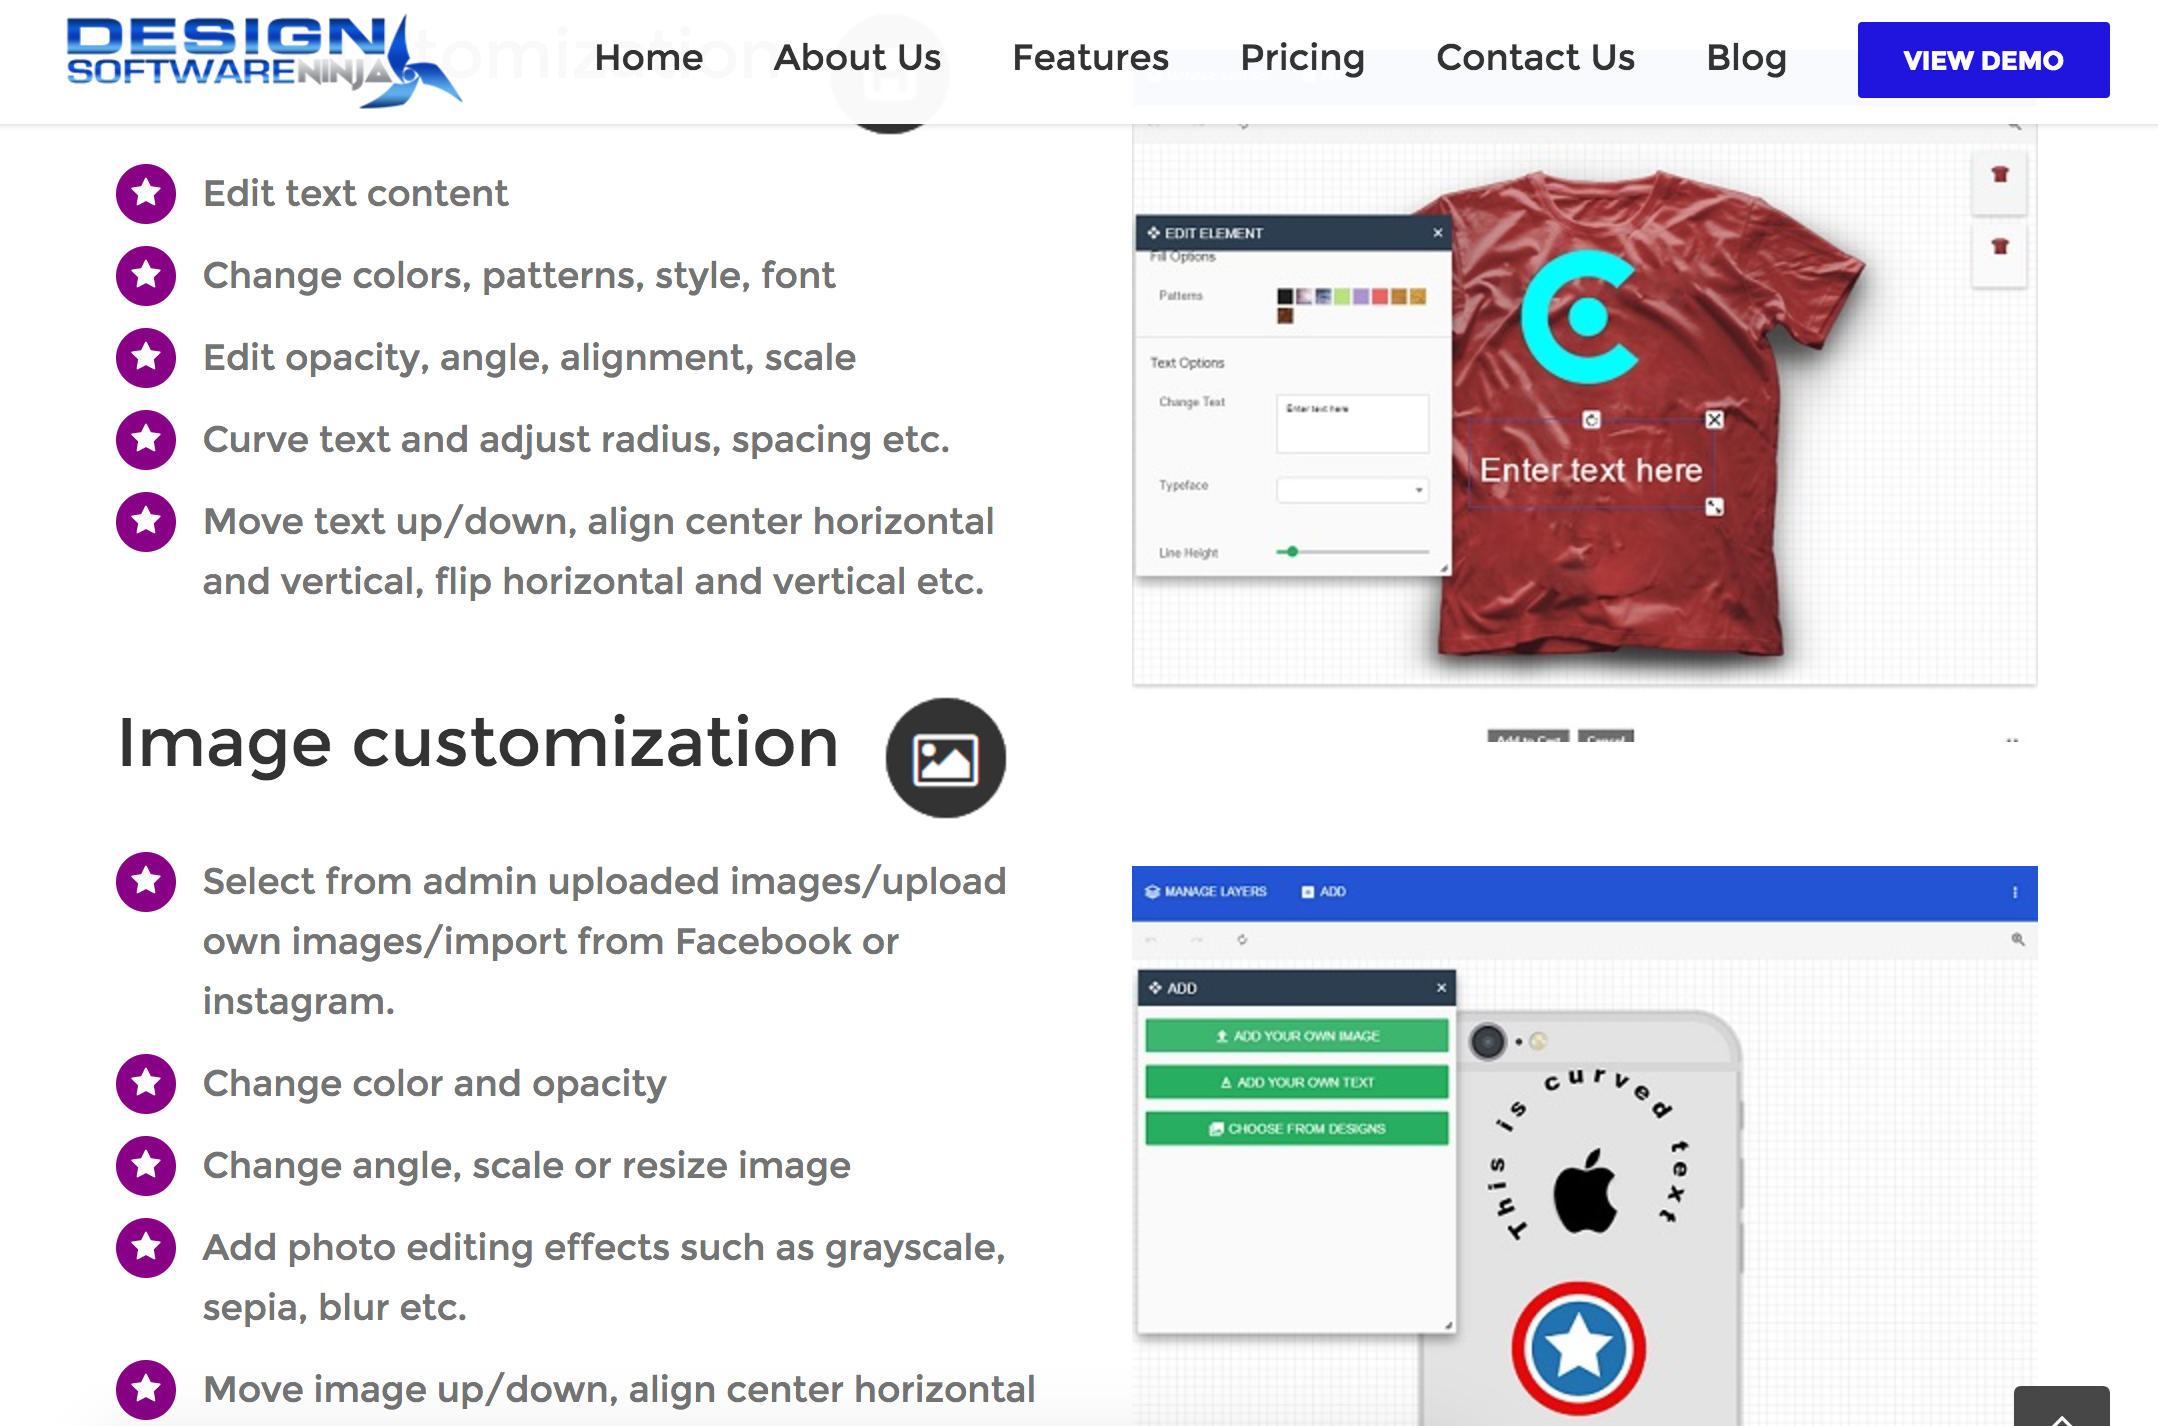 DESIGN
SOFTWARENINJA
Home
About Us
Features
Pricing
Contact Us
Blog
VIEW DEMO
Edit text content
Change colors, patterns, style, font
Edit opacity, angle, alignment, scale
Curve text and adjust radius, spacing etc.
Move text up/down, align center horizontal
and vertical, flip horizontal and vertical etc.
EDIT ELEMENT
Fill Options
Patterns
Text Options
Change Text
Enter text here
Typeface
Line Height
Enter text here
Add to Cart
Cancel
Image customization
Select from admin uploaded images/upload
own images/import from Facebook or
instagram.
Change color and opacity
Change angle, scale or resize image
Add photo editing effects such as grayscale,
sepia, blur etc.
Move image up/down, align center horizontal
MANAGE LAYERS
ADD
ADD
ADD YOUR OWN IMAGE
ADD YOUR OWN TEXT
CHOOSE FROM DESIGNS
This is curved text